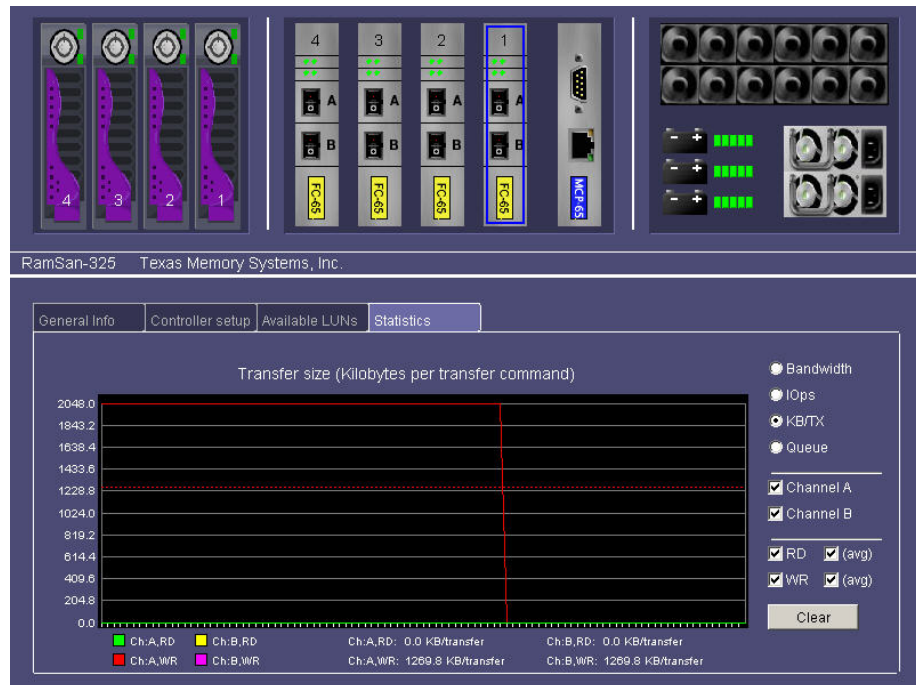 4 3 2 1
A A A A
B B B B
FC-65 FC-65 FC-65 FC-65 MCP-65
4 3 2 1
RamSan-325 Texas Memory Systems, Inc.
General Info Controller setup Available LUNs Statistics
Transfer size (Kilobytes per transfer command)
2048.0
1843.2
1638.4
1433.6
1228.8
1024.0
819.2
614.4
409.6
204.8
0.0
Bandwidth
IOps
KB/TX
Queue
Channel A
Channel B
RD (avg)
WR (avg)
Clear
Ch:A,RD Ch:B,RD Ch:A,RD: 0.0 KB/transfer Ch:B,RD: 0.0 KB/transfer
Ch:A,WR Ch:B,WR Ch:A,WR: 1269.8 KB/transfer Ch:B,WR: 1269.8 KB/transfer